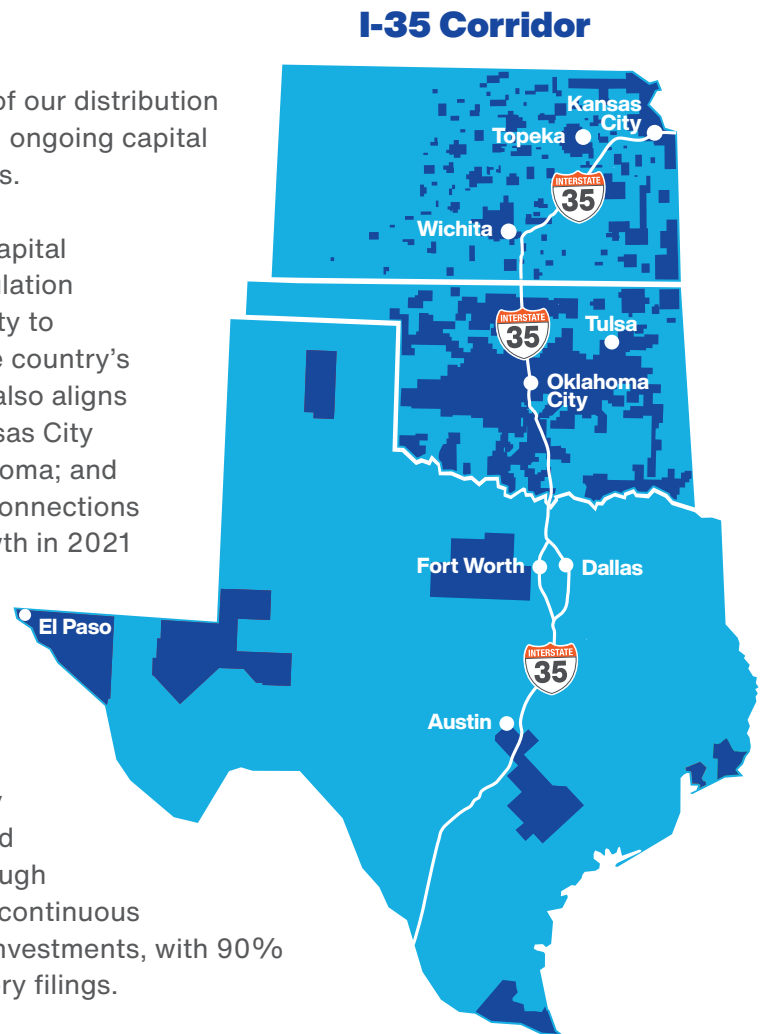 I-35 Corridor
of our distribution
ongoing capital
s.
apital
ulation
ty to
e country's
also aligns
sas City
oma; and
onnections
vth in 2021
d
ugh
continuous
nvestments, with 90%
ry filings.
Kansas
City
Topeka
INTERSTATE
35
Wichita
INTERSTATE
35
Tulsa
Oklahoma
City
Fort Worth
Dallas
El Paso
INTERSTATE
35
Austin